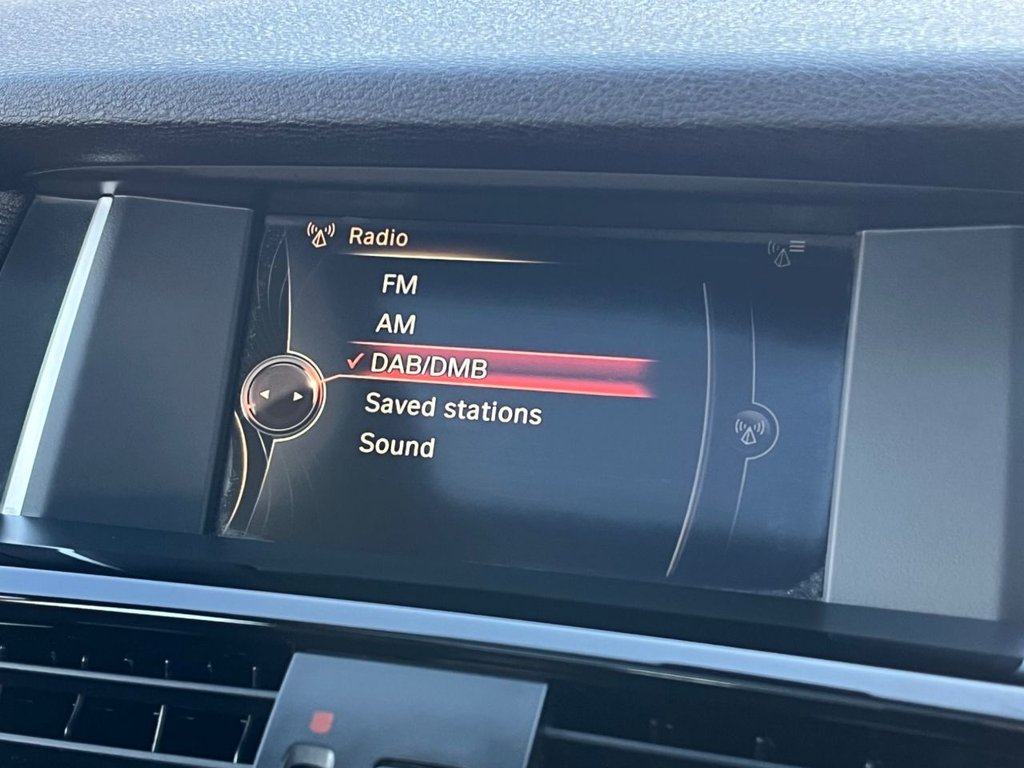 Radio
FM
AM
✓ DAB/DMB
Saved stations
Sound